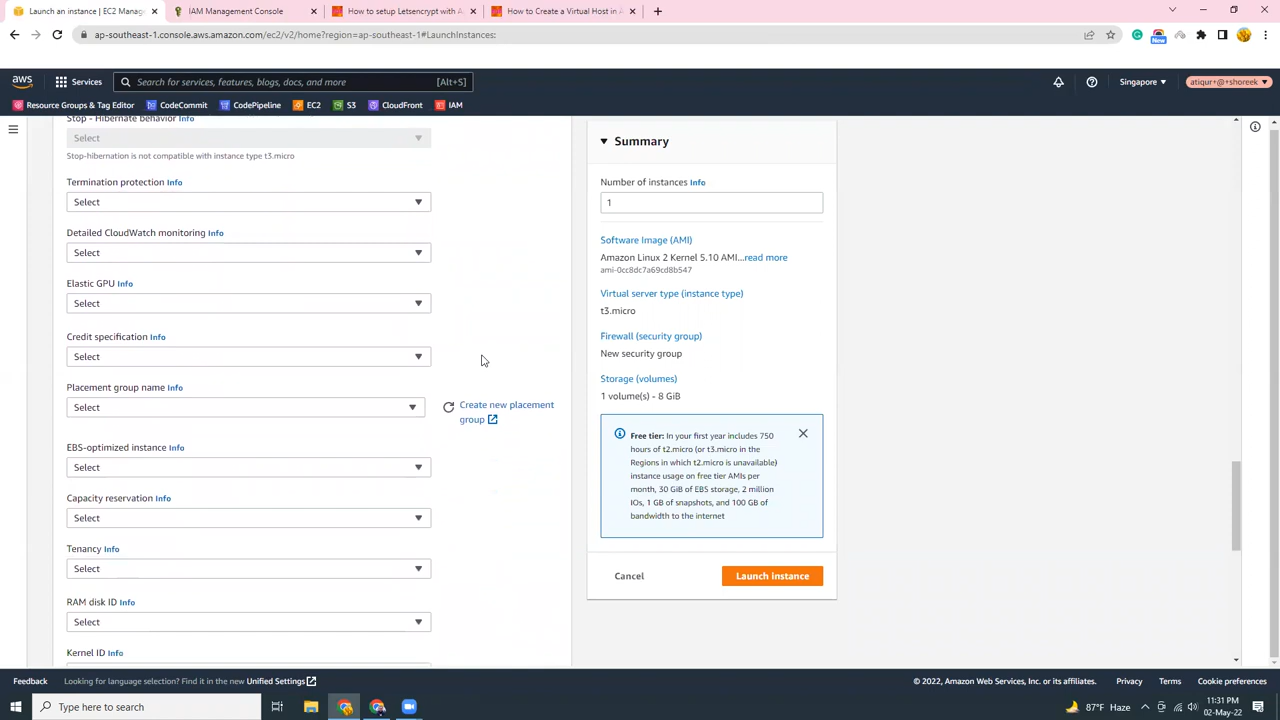 Launch an instance | EC2 Manag
IAM Management Console
How to setup Letsencrypt with A
How to Create a Virtual Host in A
ap-southeast-1.console.aws.amazon.com/ec2/v2/home?region=ap-southeast-1#LaunchInstances:
New
aws
Services
Search for services, features, blogs, docs, and more
[Alt+S]
Singapore
atiqur+@+shoreek
Resource Groups & Tag Editor
CodeCommit
CodePipeline
EC2
S3
CloudFront
IAM
Stop - Hibernate behavior Info
Select
Stop-hibernation is not compatible with instance type t3.micro
Termination protection Info
Select
Detailed CloudWatch monitoring Info
Select
Elastic GPU Info
Select
Credit specification Info
Select
Placement group name Info
Select
Create new placement
group
EBS-optimized instance Info
Select
Capacity reservation Info
Select
Tenancy Info
Select
RAM disk ID Info
Select
Kernel ID Info
Summary
Number of instances Info
1
Software Image (AMI)
Amazon Linux 2 Kernel 5.10 AMI...read more
ami-0cc8dc7a69cd8b547
Virtual server type (instance type)
t3.micro
Firewall (security group)
New security group
Storage (volumes)
1 volume(s) - 8 GiB
Free tier: In your first year includes 750
hours of t2.micro (or t3.micro in the
Regions in which t2.micro is unavailable)
instance usage on free tier AMIs per
month, 30 GiB of EBS storage, 2 million
IOs, 1 GB of snapshots, and 100 GB of
bandwidth to the internet
Cancel
Launch instance
Feedback
Looking for language selection? Find it in the new Unified Settings
© 2022, Amazon Web Services, Inc. or its affiliates.
Privacy
Terms
Cookie preferences
Type here to search
87°F Haze
11:31 PM
02-May-22